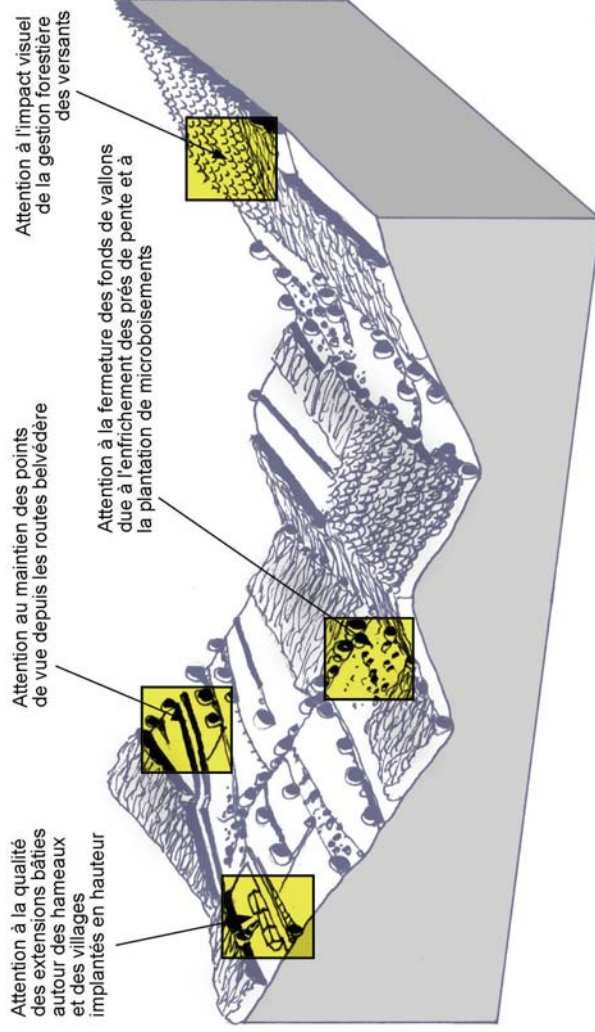 Attention à la qualité
des extensions bâties
autour des hameaux
et des villages
implantés en hauteur
Attention au maintien des points
de vue depuis les routes belvédère
Attention à la fermeture des fonds de vallons
due à l'enfrichement des prés de pente et à
la plantation de microboisements
Attention à l'impact visuel
de la gestion forestière
des versants